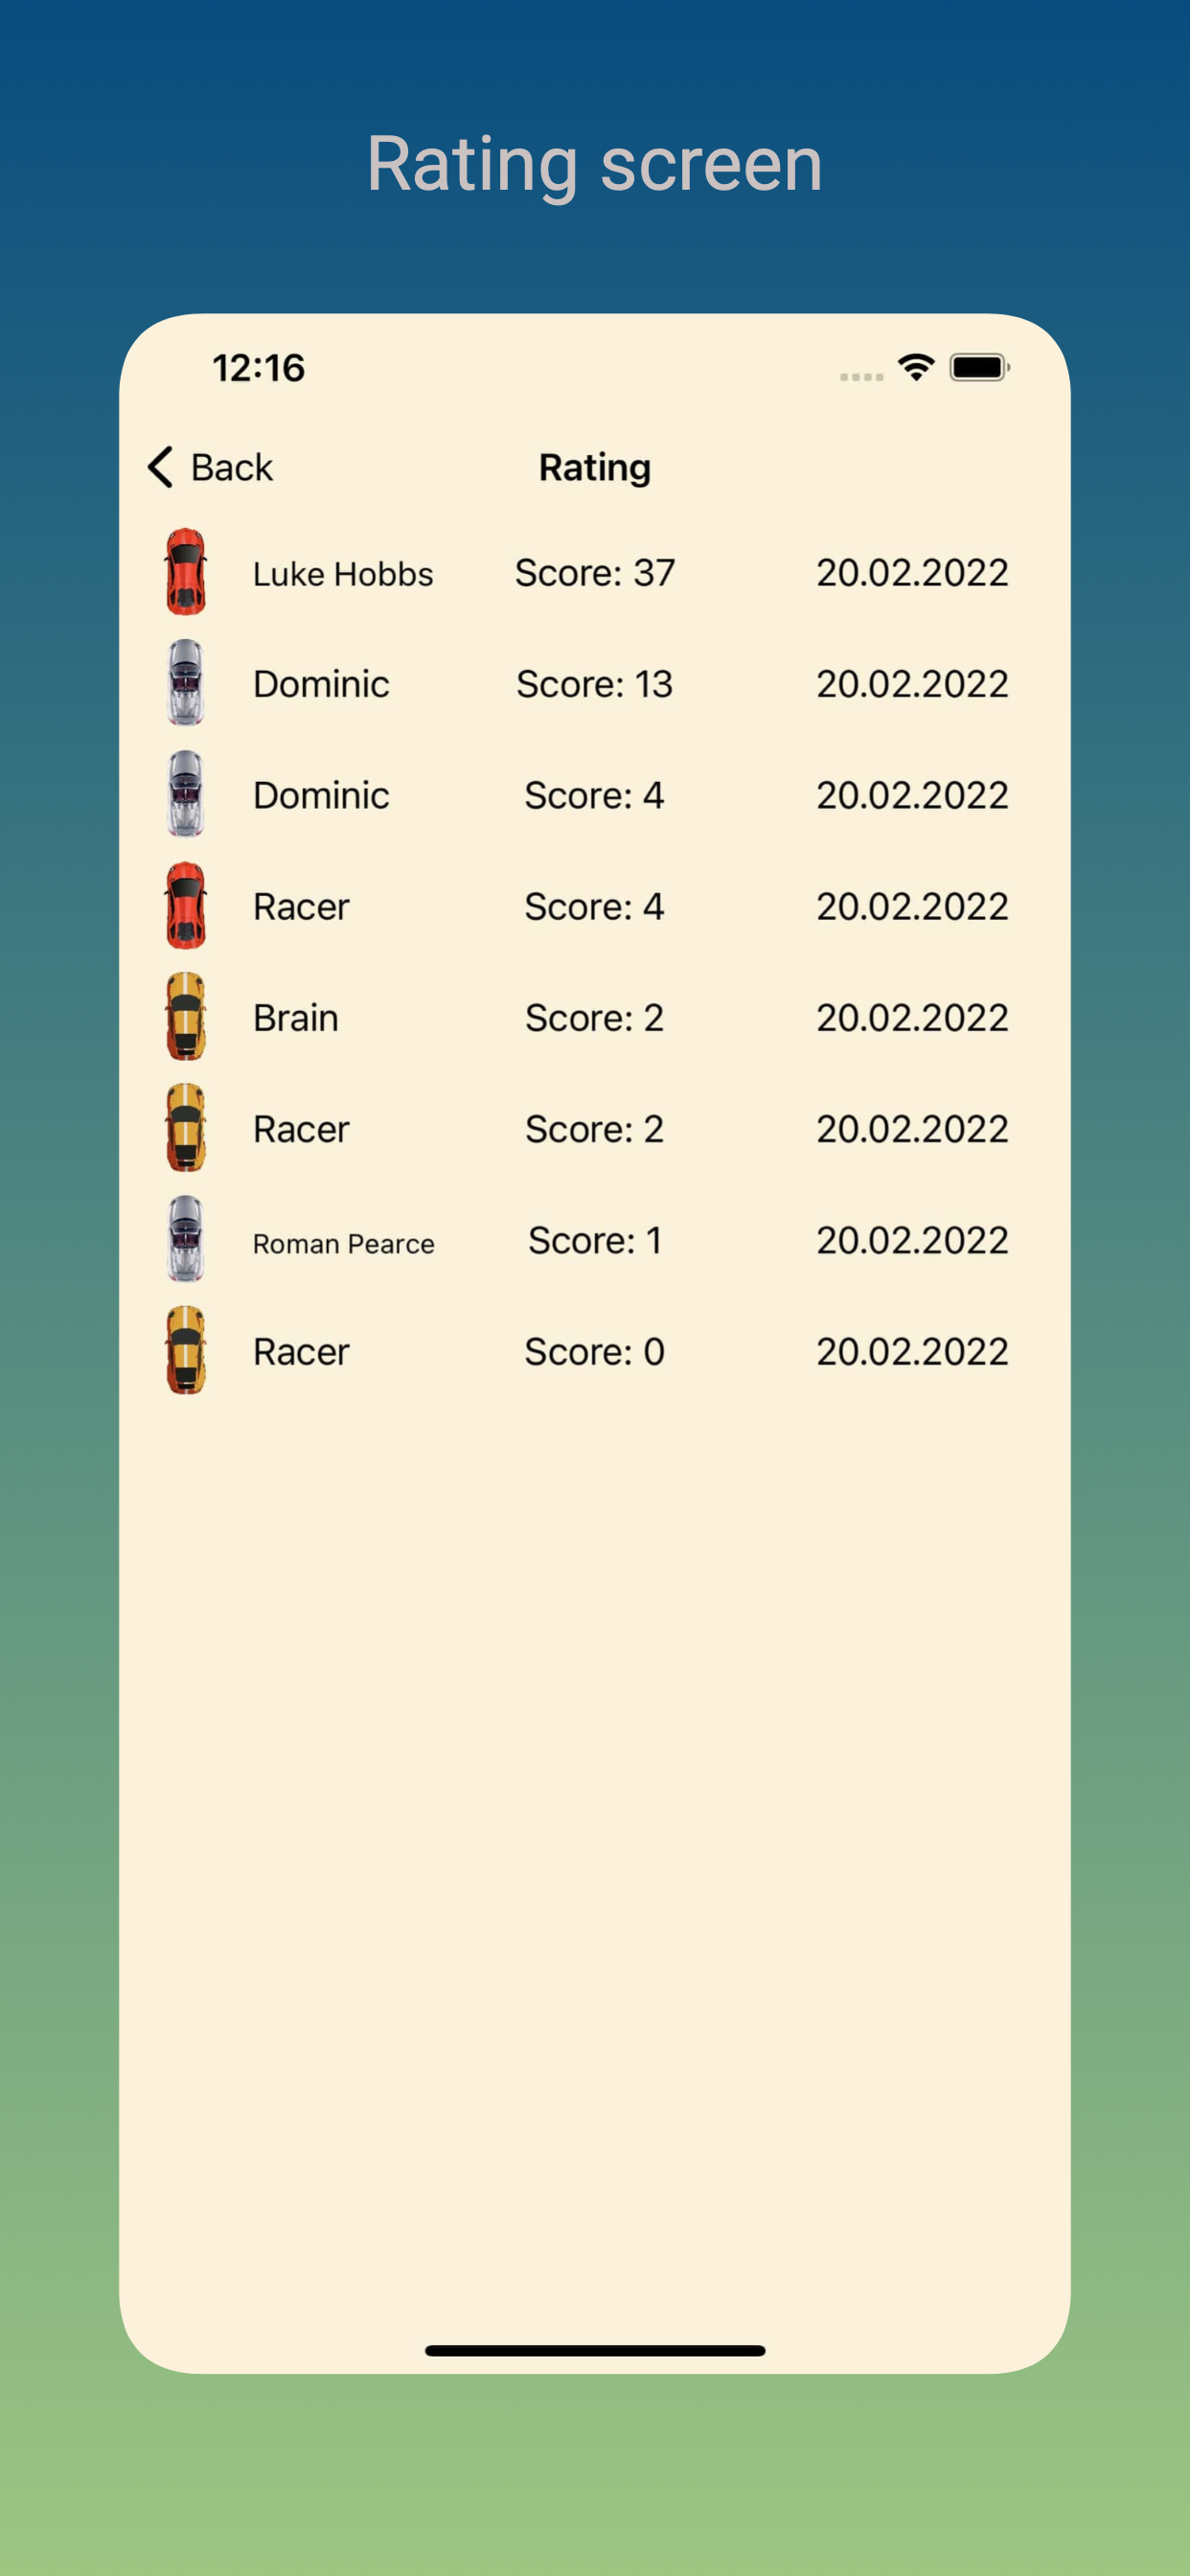 Rating screen
12:16
Back Rating
Luke Hobbs Score: 37 20.02.2022
Dominic Score: 13 20.02.2022
Dominic Score: 4 20.02.2022
Racer Score: 4 20.02.2022
Brain Score: 2 20.02.2022
Racer Score: 2 20.02.2022
Roman Pearce Score: 1 20.02.2022
Racer Score: 0 20.02.2022